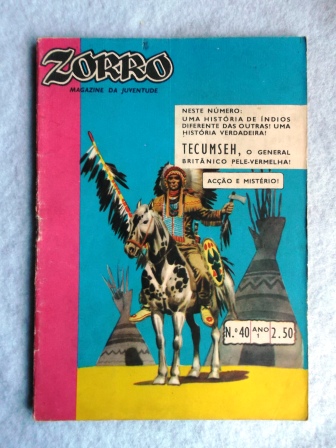 ZORRO
MAGAZINE DA JUVENTUDE
NESTE NÚMERO:
UMA HISTÓRIA DE ÍNDIOS
DIFERENTE DAS OUTRAS! UMA
HISTÓRIA VERDADEIRA!
TECUMSEH, O GENERAL
BRITÂNICO PELE-VERMELHA!
ACÇÃO E MISTÉRIO!
N.º 40 ANO 1 2.50